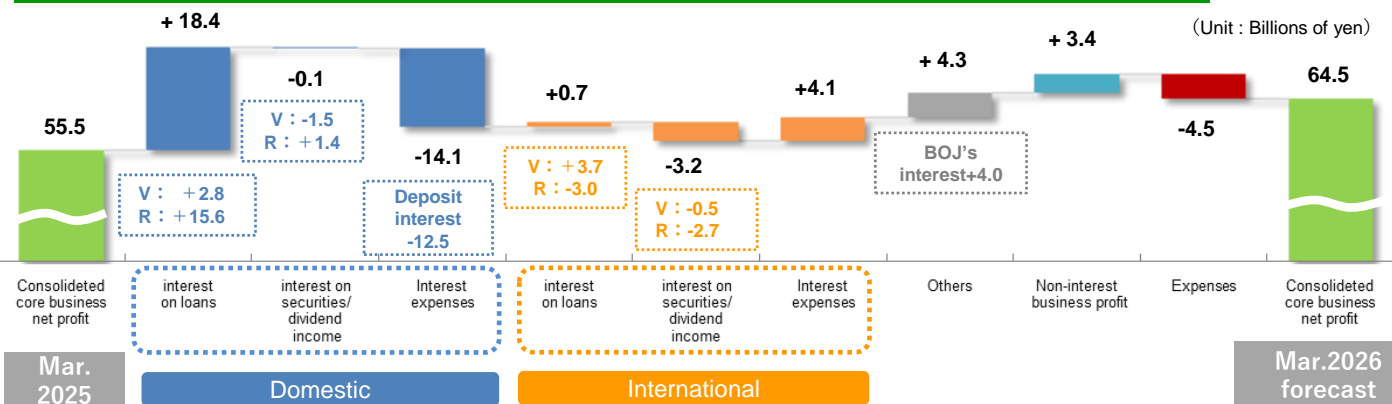 (Unit : Billions of yen)
55.5
+ 18.4
V： +2.8
R：+15.6
-0.1
V：-1.5
R：+1.4
-14.1
Deposit
interest
-12.5
+0.7
V：+3.7
R：-3.0
-3.2
V：-0.5
R：-2.7
+4.1
+ 4.3
BOJ's
interest+4.0
+ 3.4
-4.5
64.5
Consolideted
core business
net profit
interest
on loans
interest on
securities/
dividend
income
Interest
expenses
interest
on loans
interest on
securities/
dividend
income
Interest
expenses
Others
Non-interest
business profit
Expenses
Consolideted
core business
net profit
Mar.
2025
Domestic
International
Mar.2026
forecast